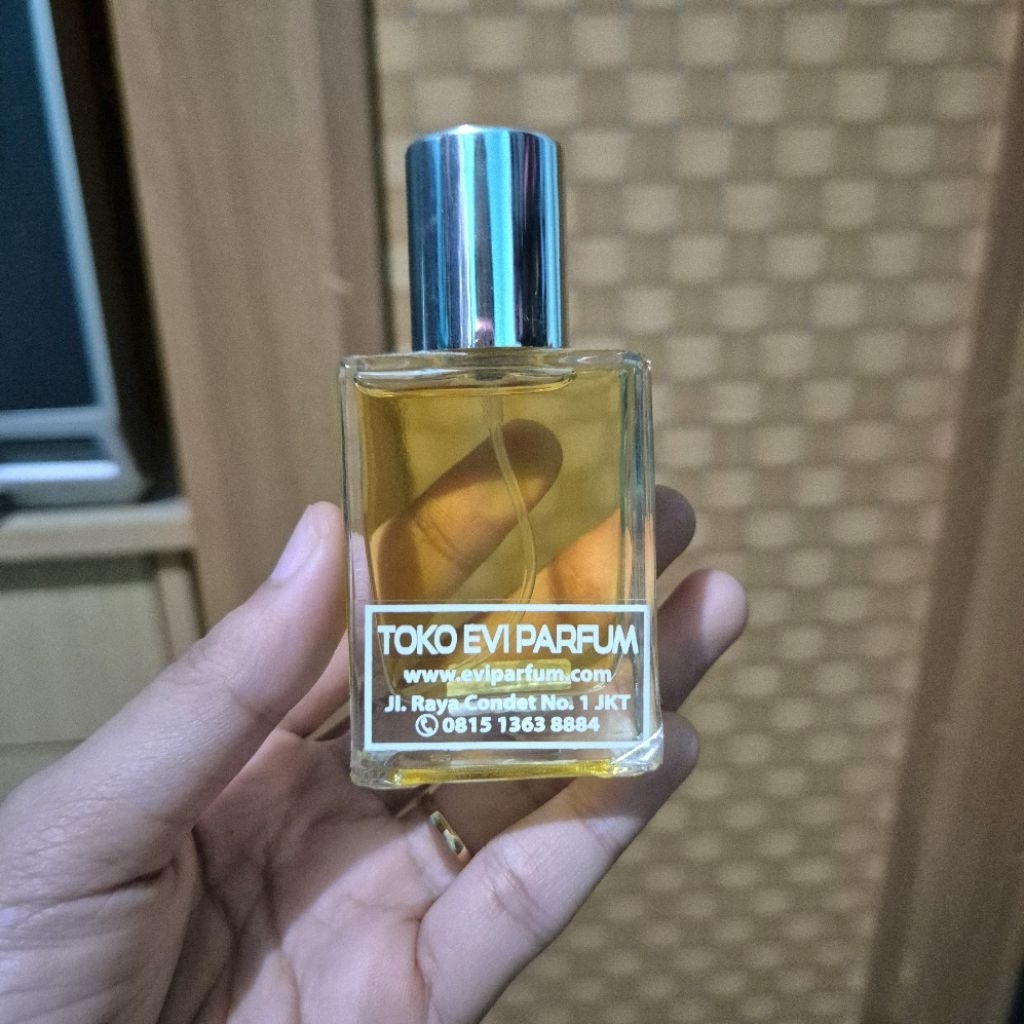 TOKO EVI PARFUM
www.eviparfum.com
Jl. Raya Condet No. 1 JKT
0815 1363 8884